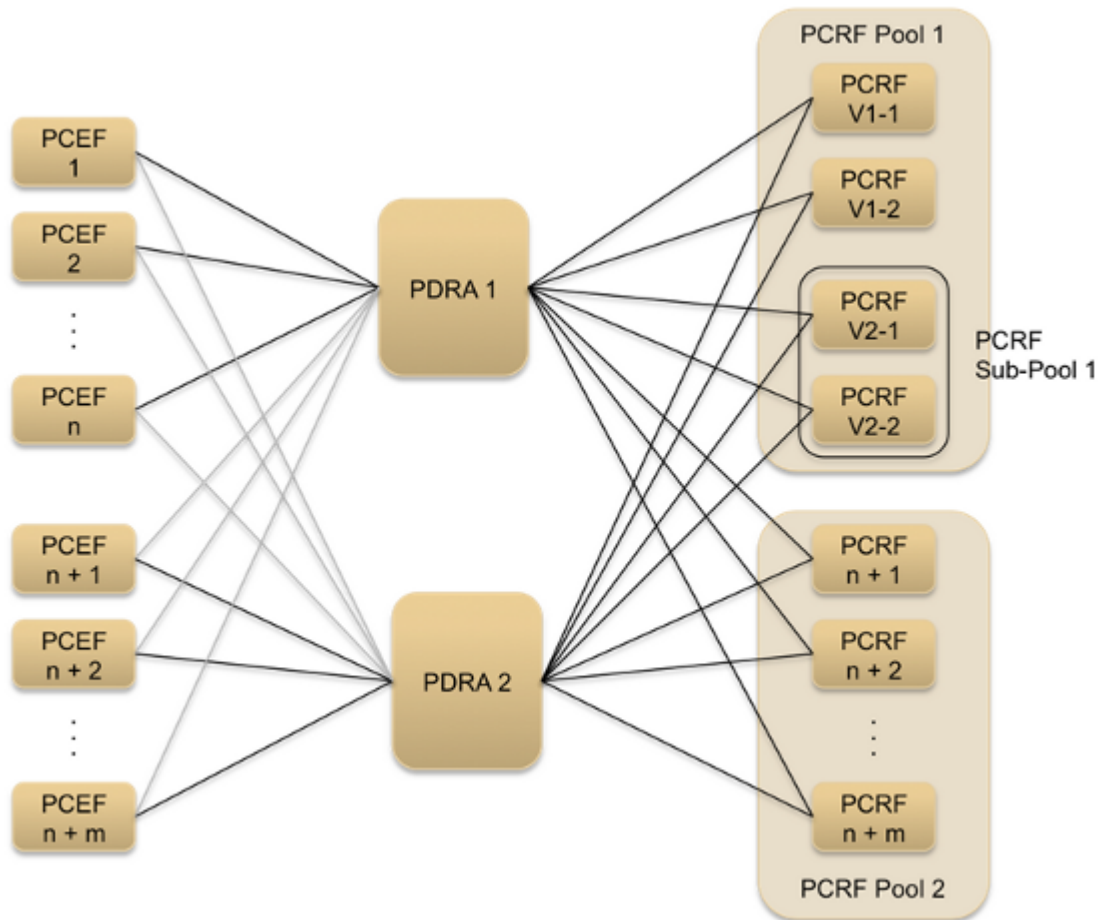 PCEF
1
PCEF
2
PCEF
n
PCEF
n + 1
PCEF
n + 2
PCEF
n + m
PDRA 1
PDRA 2
PCRF Pool 1
PCRF
V1-1
PCRF
V1-2
PCRF
V2-1
PCRF
V2-2
PCRF
Sub-Pool 1
PCRF
n + 1
PCRF
n + 2
PCRF
n + m
PCRF Pool 2